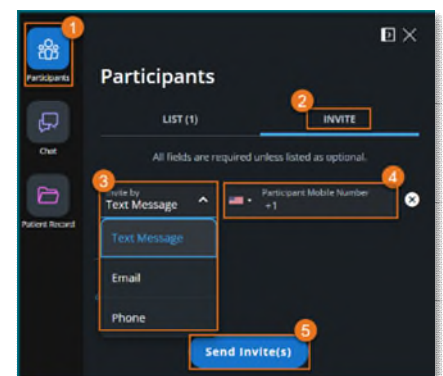 1
Participants
Participants
2
LIST (1)
INVITE
Chat
All fields are required unless listed as optional.
3
4
Invite by
Text Message
Participant Mobile Number
+1
Patient Record
Text Message
Email
Phone
5
Send Invite(s)